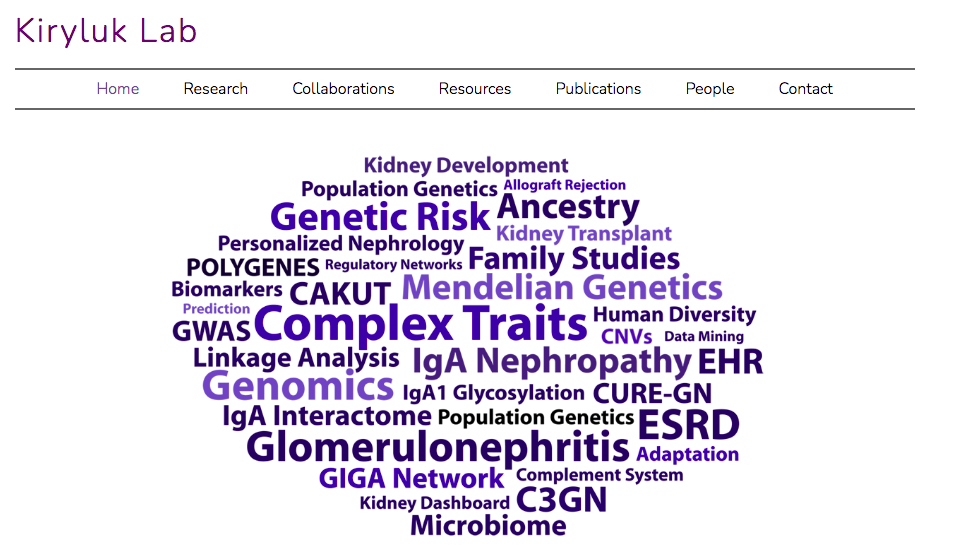 Kiryluk Lab
Home Research Collaborations Resources Publications People Contact
Kidney Development
Population Genetics Allograft Rejection
Genetic Risk Ancestry
Kidney Transplant
Personalized Nephrology Family Studies
POLYGENES Regulatory Networks
Biomarkers CAKUT Mendelian Genetics
Prediction Complex Traits Human Diversity
GWAS CNVs Data Mining
Linkage Analysis IgA Nephropathy EHR
Genomics IgA1 Glycosylation CURE-GN
IgA Interactome Population Genetics ESRD
Glomerulonephritis Adaptation
GIGA Network Complement System
Kidney Dashboard C3GN
Microbiome